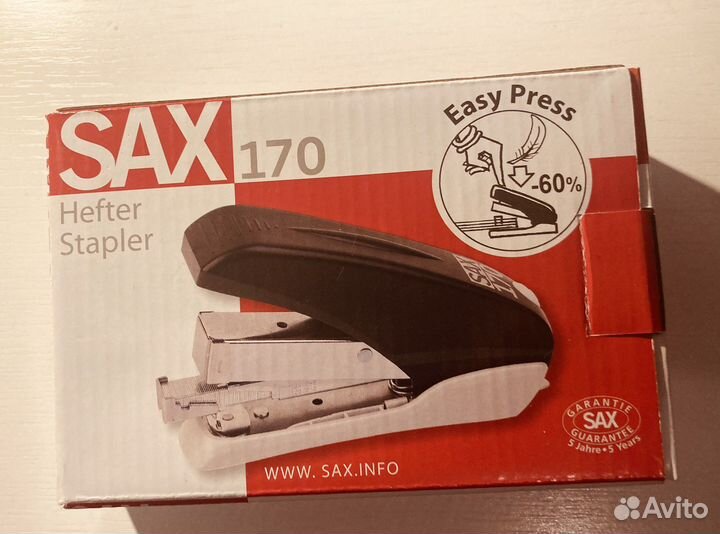 SAX 170
Hefter
Stapler
Easy Press
-60%
SAX
170
WWW. SAX.INFO
GARANTIE
SAX
GUARANTEE
5 Jahre • 5 Years
Avito